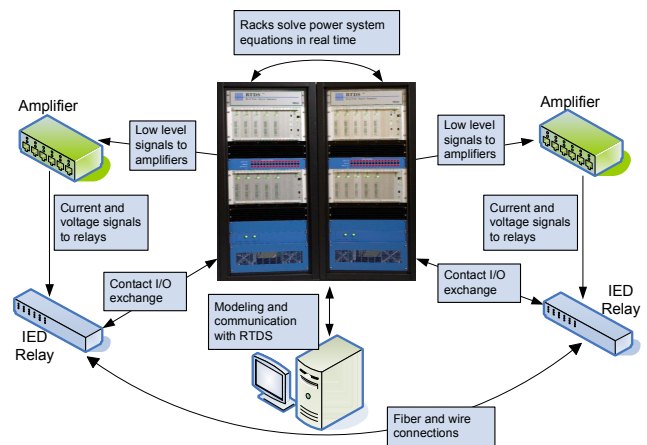 Racks solve power system
equations in real time
Amplifier
Amplifier
Low level
signals to
amplifiers
RTDS
RTDS
Low level
signals to
amplifiers
Current and
voltage signals
to relays
Current and
voltage signals
to relays
Contact I/O
exchange
Contact I/O
exchange
IED
Relay
Modeling and
communication
with RTDS
IED
Relay
Fiber and wire
connections